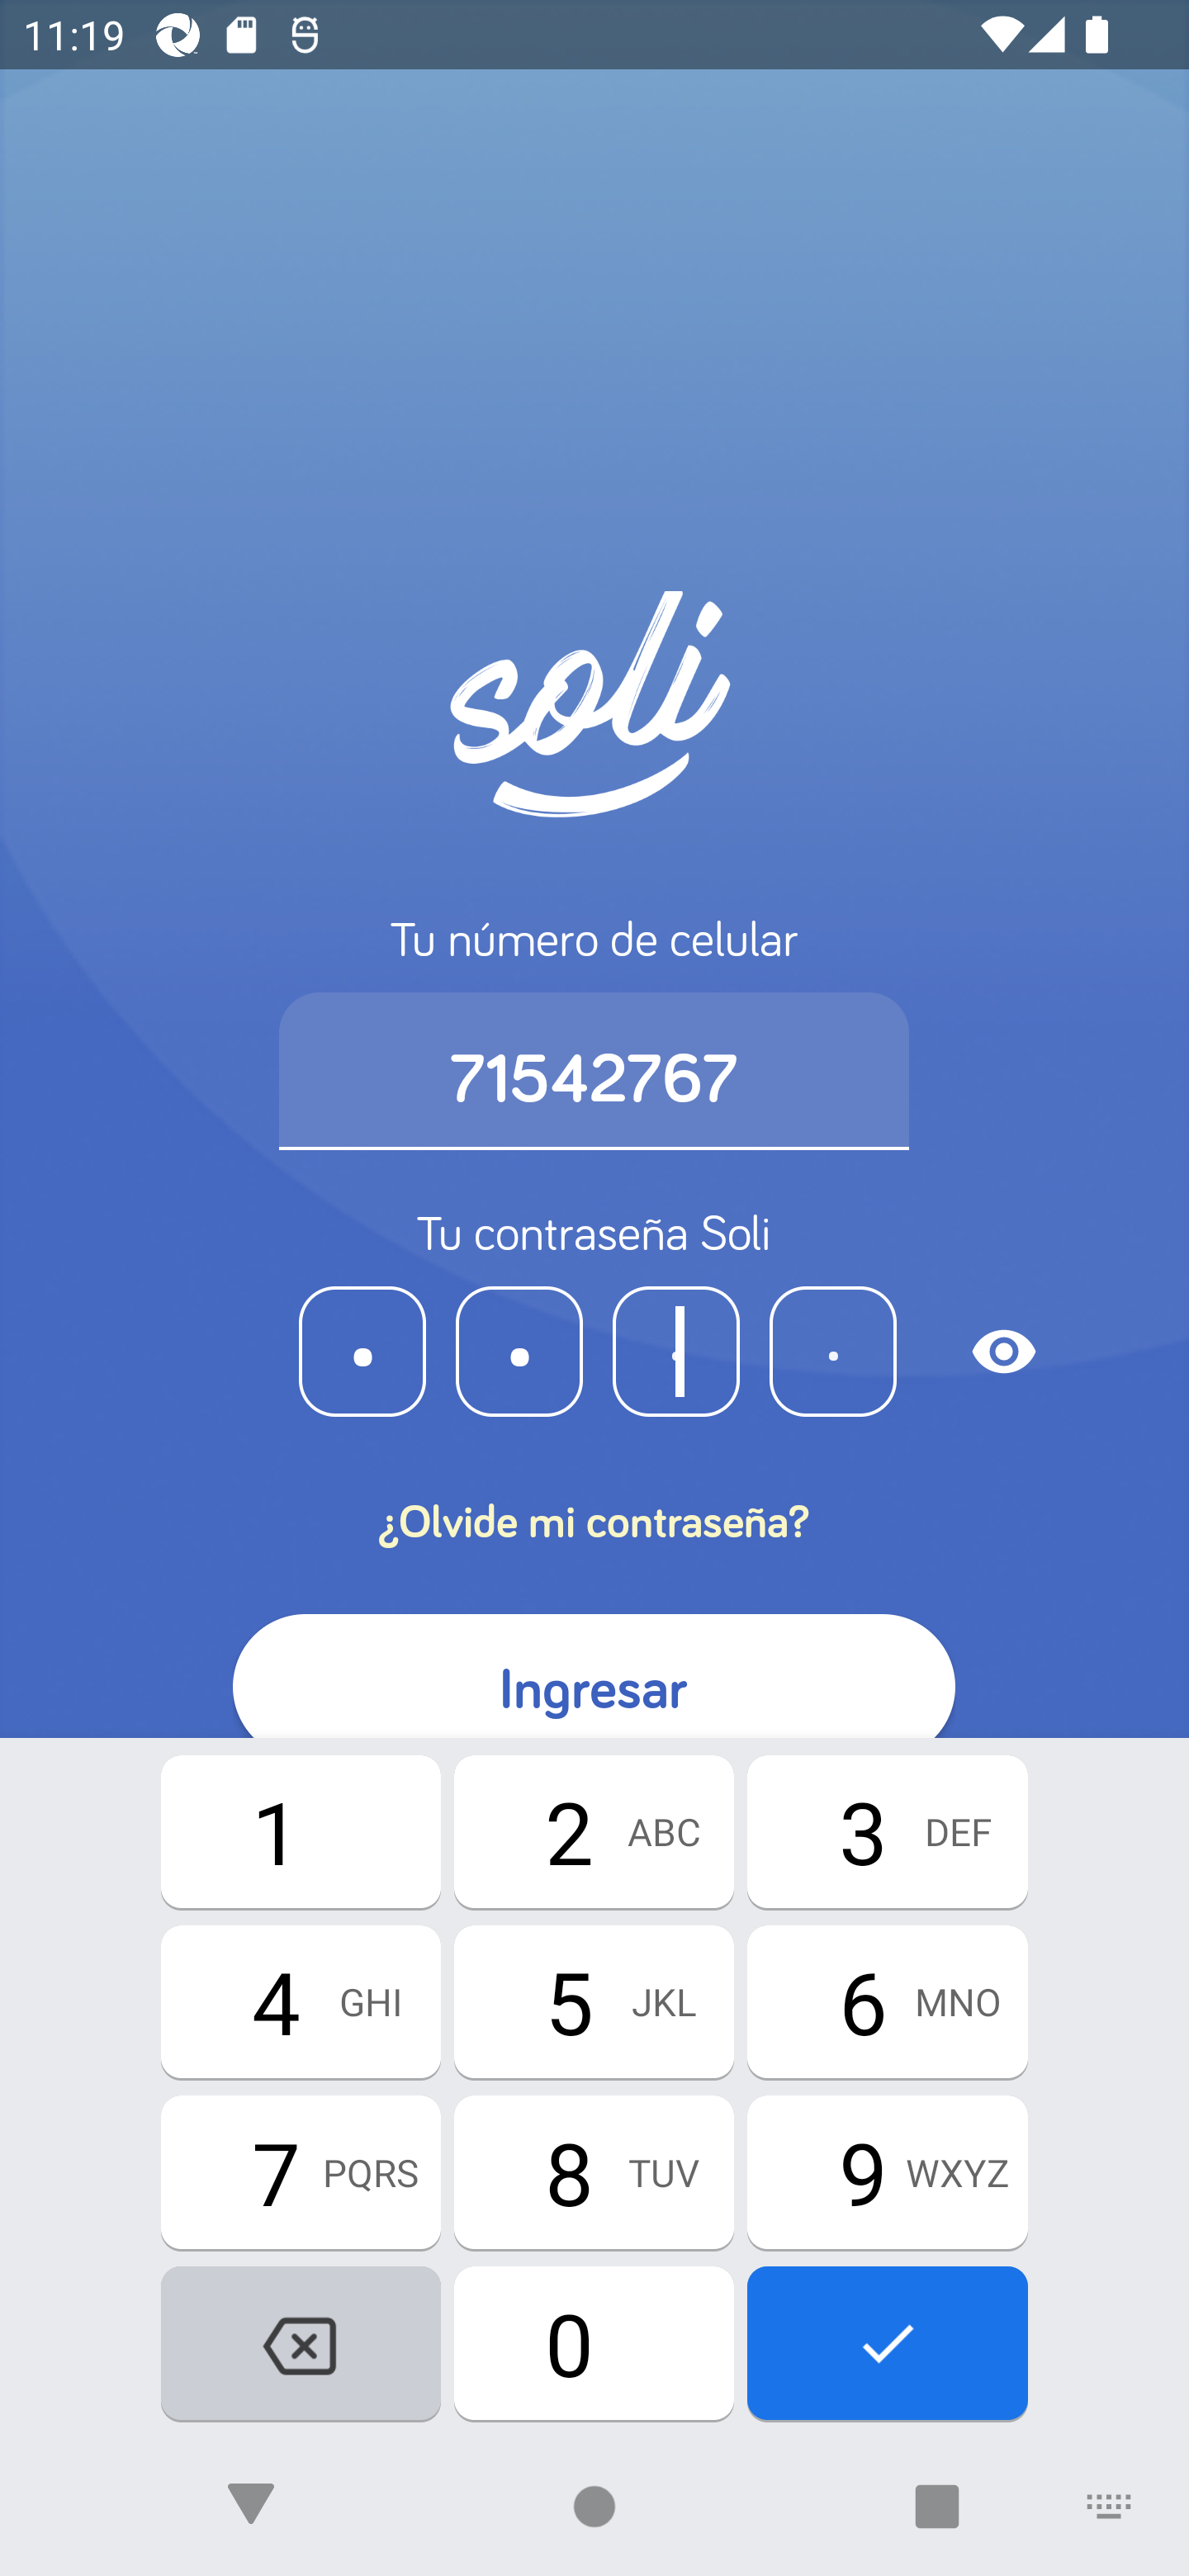 11:19
soli
Tu número de celular
71542767
Tu contraseña Soli
¿Olvide mi contraseña?
Ingresar
1
2 ABC
3 DEF
4 GHI
5 JKL
6 MNO
7 PQRS
8 TUV
9 WXYZ
0